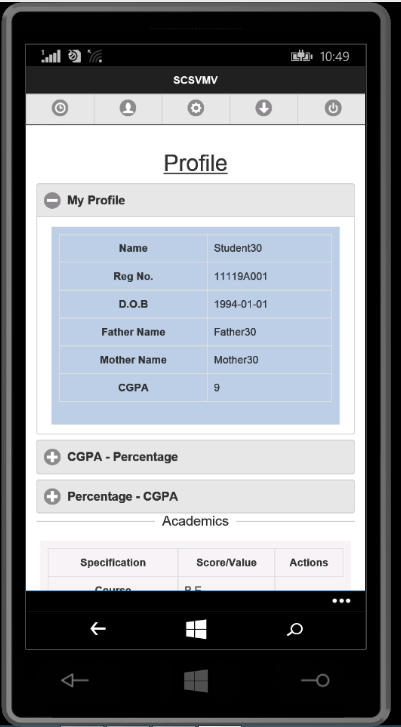 10:49
SCSVMV
Profile
My Profile
Name Student30
Reg No. 11119A001
D.O.B 1994-01-01
Father Name Father30
Mother Name Mother30
CGPA 9
CGPA - Percentage
Percentage - CGPA
Academics
Specification Score/Value Actions
Course B.E